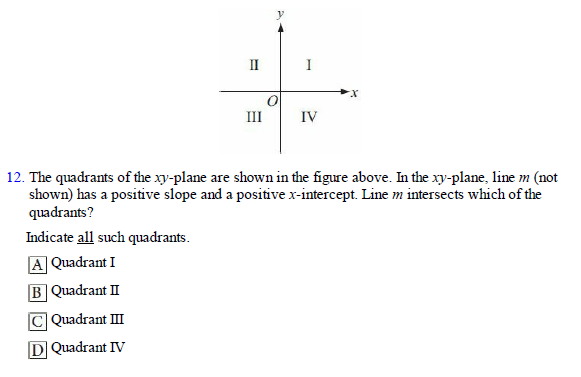 y
II I
x
O
III IV
12. The quadrants of the xy-plane are shown in the figure above. In the xy-plane, line m (not
shown) has a positive slope and a positive x-intercept. Line m intersects which of the
quadrants?
Indicate all such quadrants.
A Quadrant I
B Quadrant II
C Quadrant III
D Quadrant IV